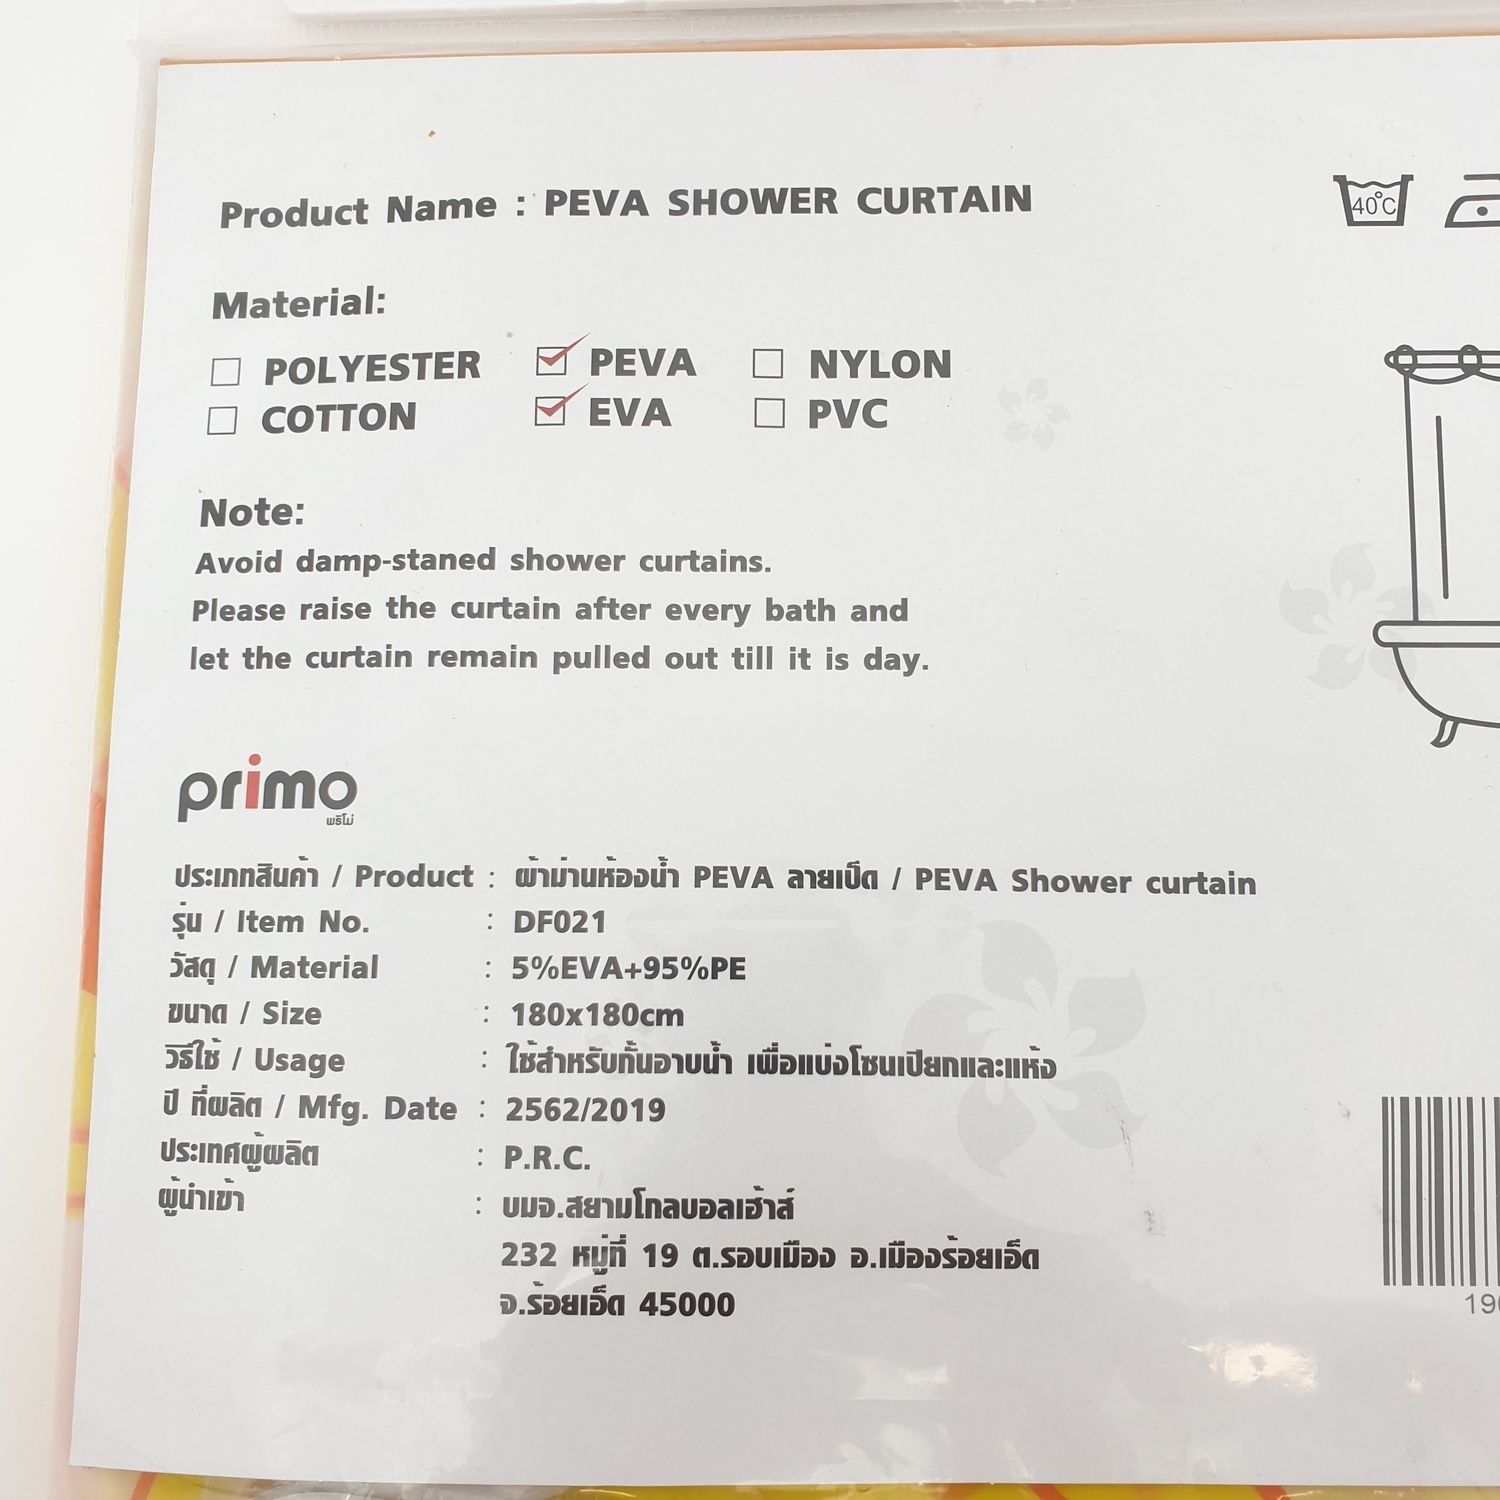 Product Name : PEVA SHOWER CURTAIN
40°C
Material:
POLYESTER PEVA NYLON
COTTON EVA PVC
Note:
Avoid damp-staned shower curtains.
Please raise the curtain after every bath and
let the curtain remain pulled out till it is day.
primo
พรีโม่
ประเภทสินค้า / Product : ผ้าม่านห้องน้ำ PEVA ลายเป็ด / PEVA Shower curtain
รุ่น / Item No. : DF021
วัสดุ / Material : 5%EVA+95%PE
ขนาด / Size : 180x180cm
วิธีใช้ / Usage : ใช้สำหรับกั้นอาบน้ำ เพื่อแบ่งโซนเปียกและแห้ง
ปี ที่ผลิต / Mfg. Date : 2562/2019
ประเทศผู้ผลิต : P.R.C.
ผู้นำเข้า : บมจ.สยามโกลบอลเฮ้าส์
232 หมู่ที่ 19 ต.รอบเมือง อ.เมืองร้อยเอ็ด
จ.ร้อยเอ็ด 45000